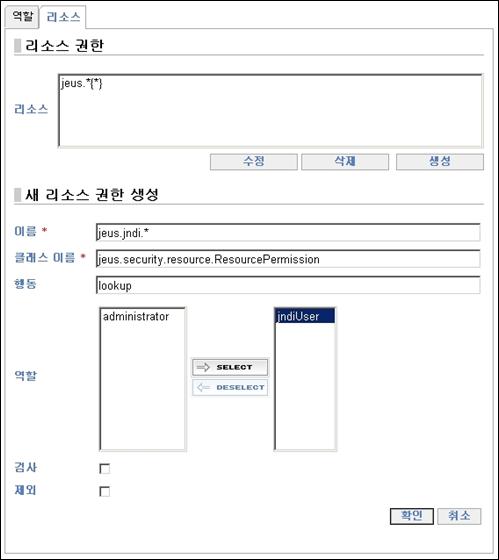 역할 리소스
리소스 권한
리소스 jeus.*{*}
수정 삭제 생성
새 리소스 권한 생성
이름 * jeus.jndi.*
클래스 이름 * jeus.security.resource.ResourcePermission
행동 lookup
administrator jndiUser
SELECT
역할
DESELECT
검사
제외
확인 취소